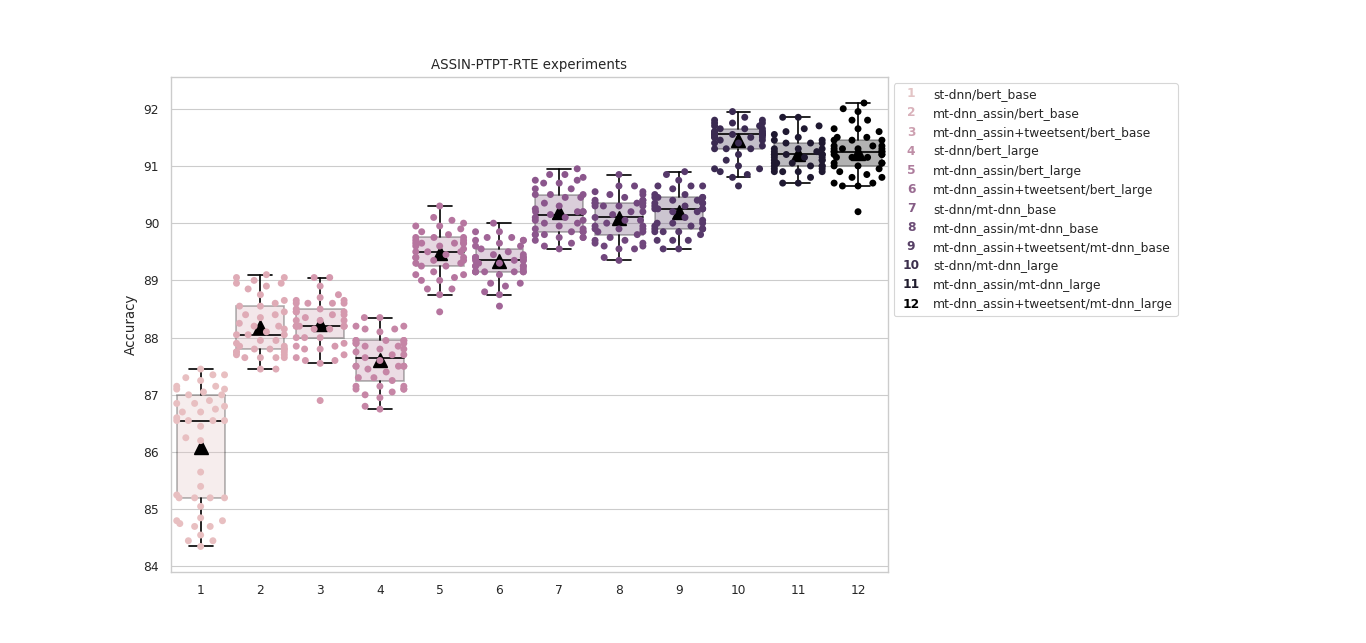 ASSIN-PTPT-RTE experiments
Accuracy
92
91
90
89
88
87
86
85
84
1 2 3 4 5 6 7 8 9 10 11 12
1 st-dnn/bert_base
2 mt-dnn_assin/bert_base
3 mt-dnn_assin+tweetsent/bert_base
4 st-dnn/bert_large
5 mt-dnn_assin/bert_large
6 mt-dnn_assin+tweetsent/bert_large
7 st-dnn/mt-dnn_base
8 mt-dnn_assin/mt-dnn_base
9 mt-dnn_assin+tweetsent/mt-dnn_base
10 st-dnn/mt-dnn_large
11 mt-dnn_assin/mt-dnn_large
12 mt-dnn_assin+tweetsent/mt-dnn_large